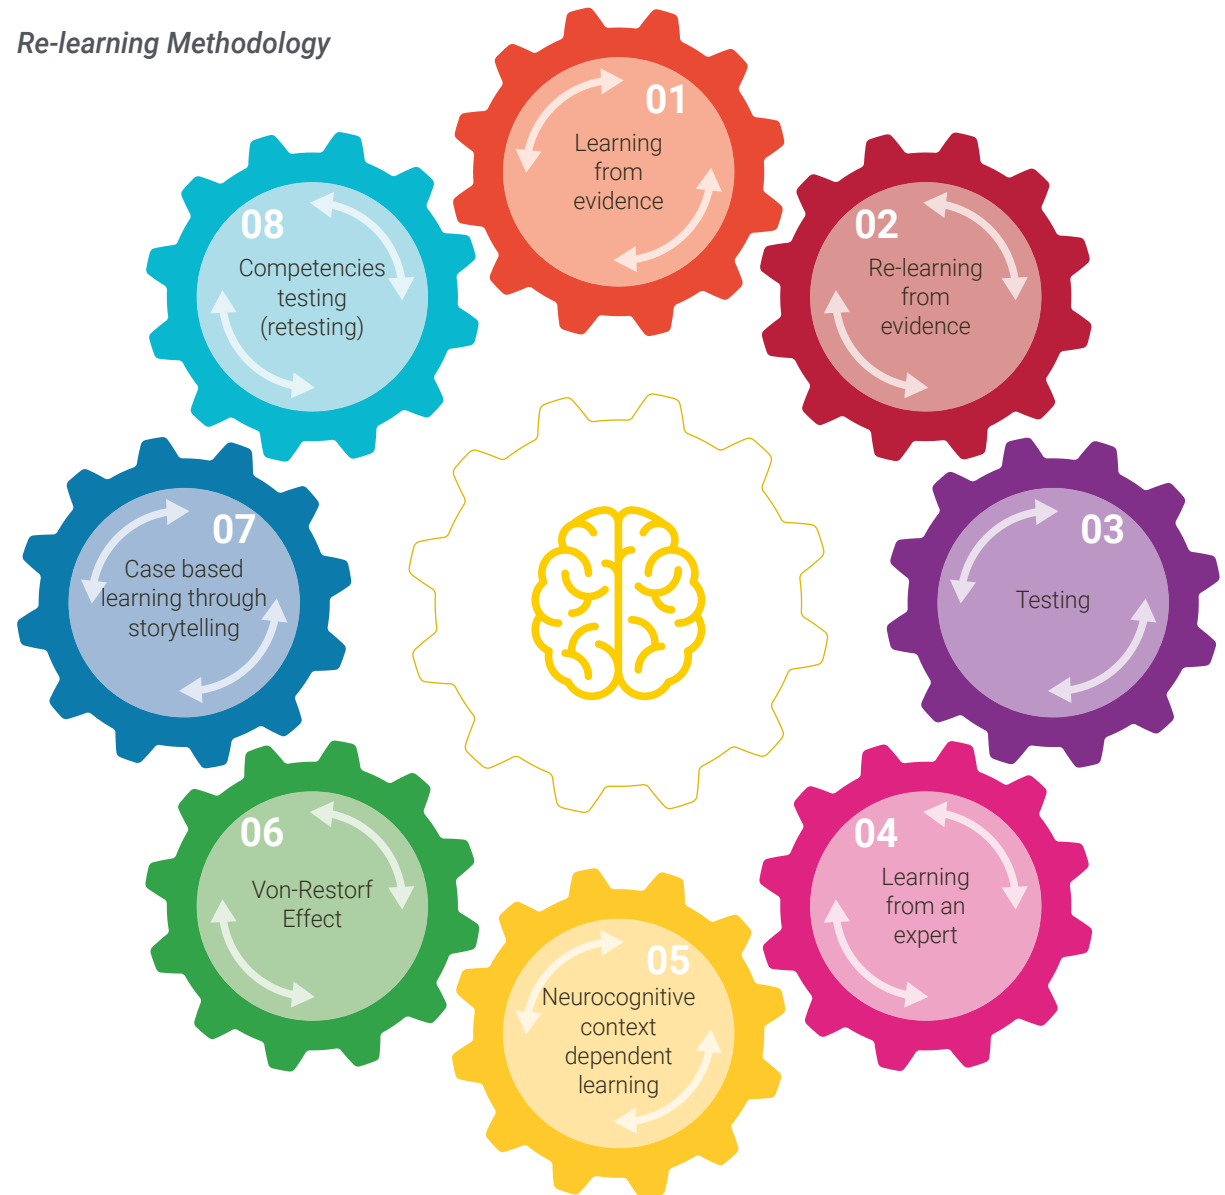 Re-learning Methodology
01
Learning
from
evidence
02
Re-learning
from
evidence
03
Testing
04
Learning
from an
expert
05
Neurocognitive
context
dependent
learning
06
Von-Restorf
Effect
07
Case based
learning through
storytelling
08
Competencies
testing
(retesting)